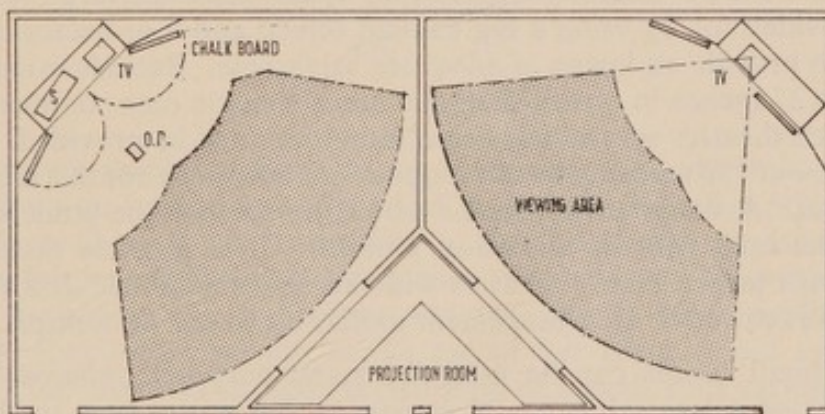 CHALK BOARD
TV
S
O.P.
TV
VIEWING AREA
PROJECTION ROOM